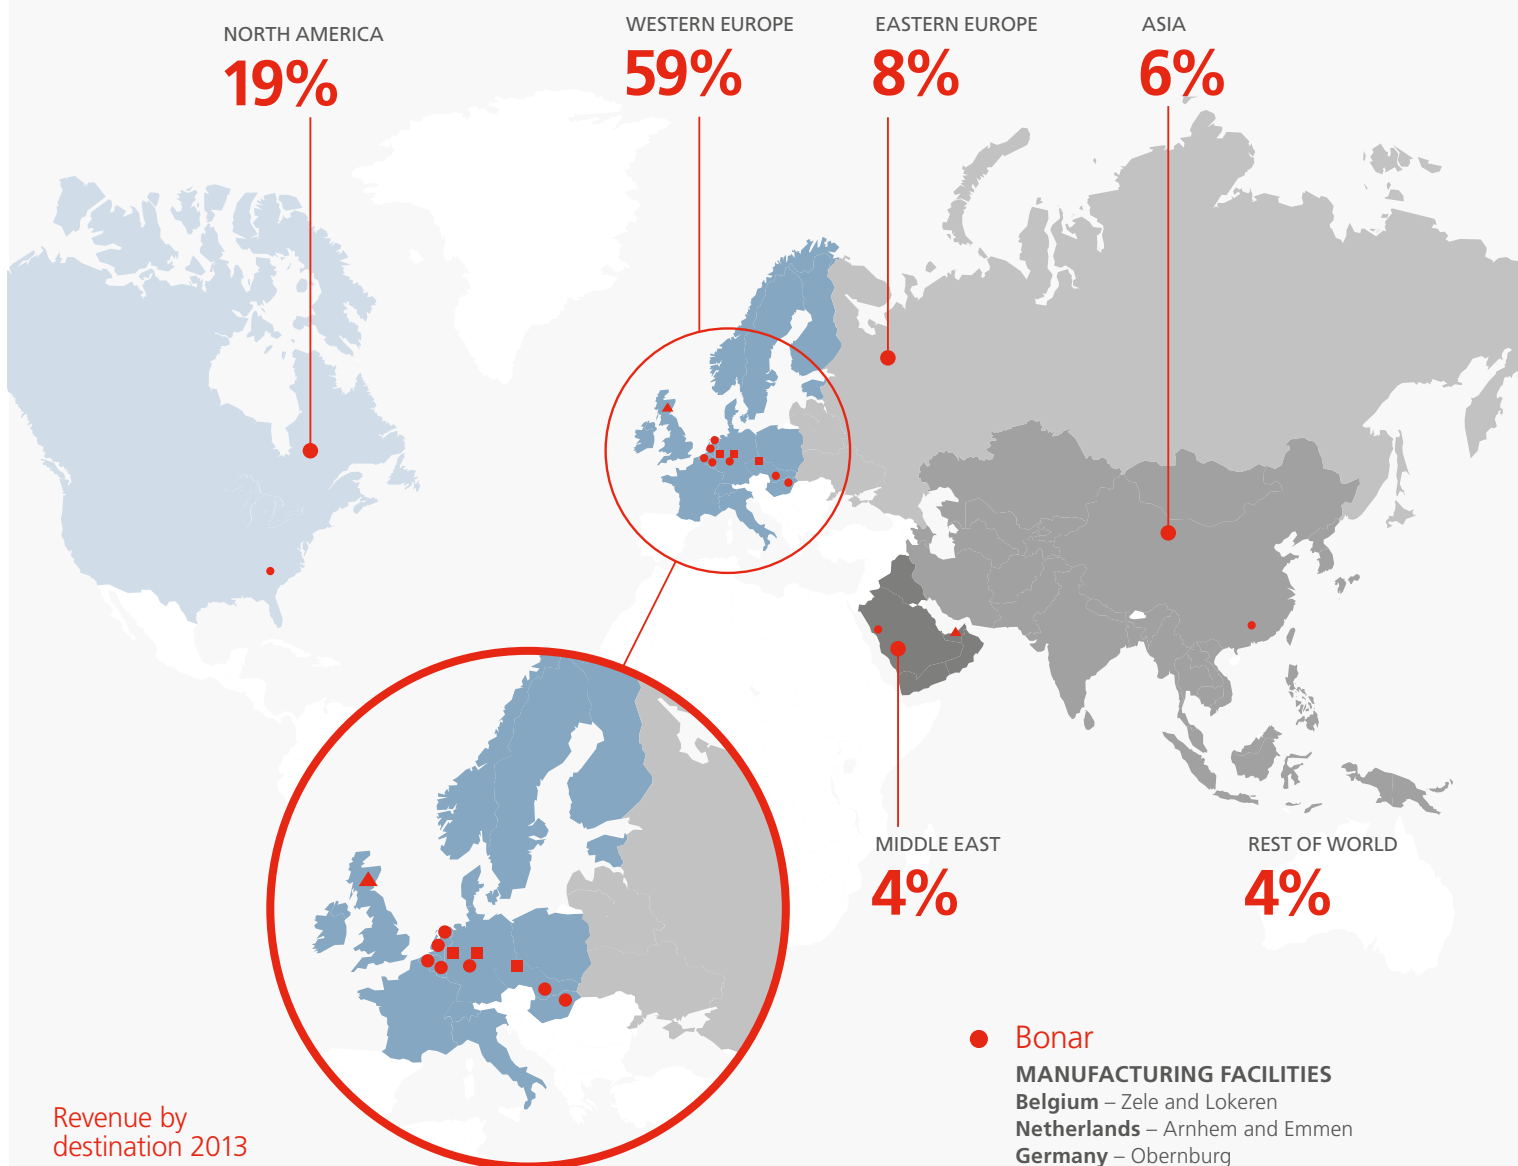 NORTH AMERICA
19%
WESTERN EUROPE
59%
EASTERN EUROPE
8%
ASIA
6%
MIDDLE EAST
4%
REST OF WORLD
4%
Bonar
MANUFACTURING FACILITIES
Belgium – Zele and Lokeren
Netherlands – Arnhem and Emmen
Germany – Obernburg
Revenue by
destination 2013